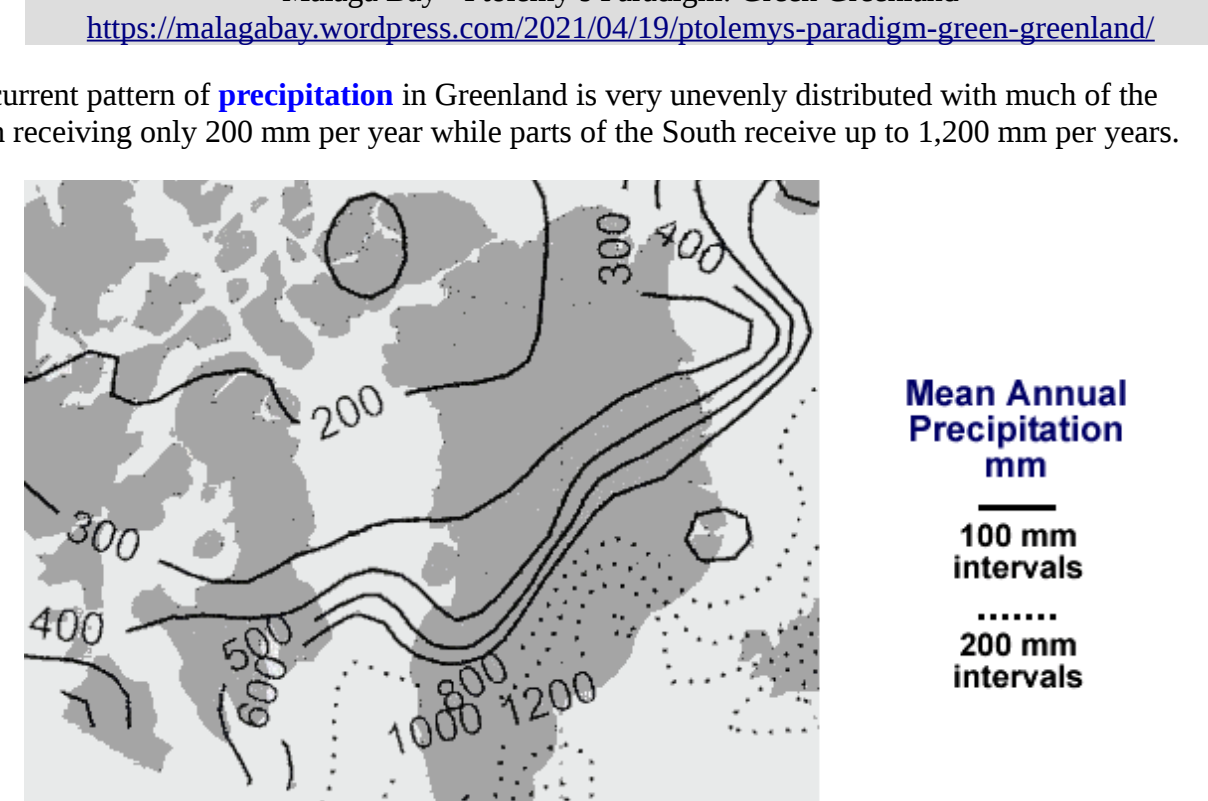 https://malagabay.wordpress.com/2021/04/19/ptolemys-paradigm-green-greenland/
current pattern of precipitation in Greenland is very unevenly distributed with much of the
receiving only 200 mm per year while parts of the South receive up to 1,200 mm per years.
300
400
200
300
400
500
600
800
1000
1200
Mean Annual
Precipitation
mm
100 mm
intervals
200 mm
intervals